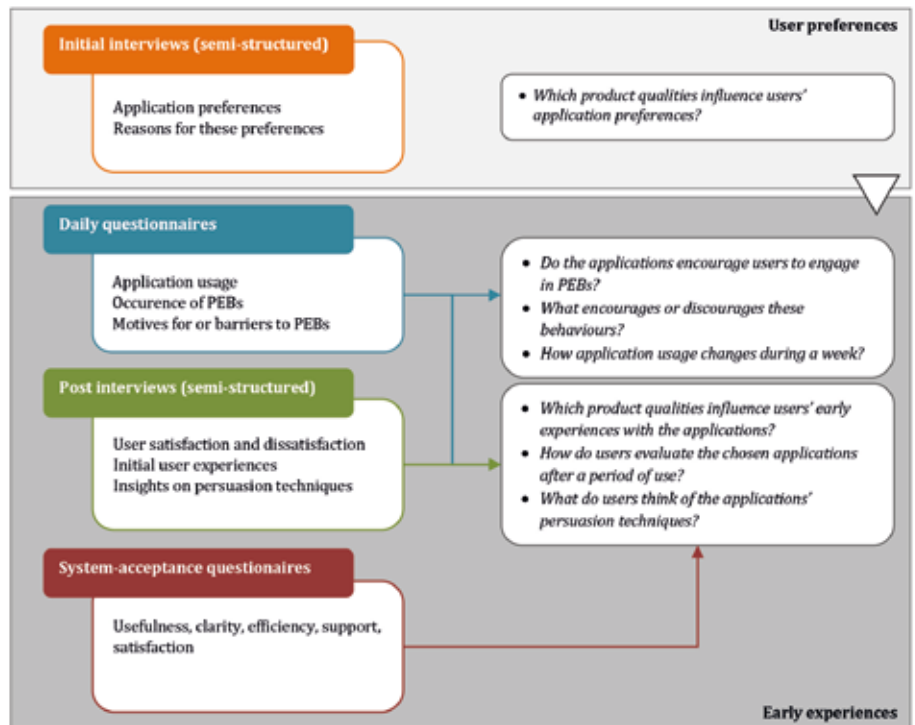 User preferences
Initial interviews (semi-structured)
Application preferences
Reasons for these preferences
• Which product qualities influence users'
application preferences?
Daily questionnaires
Application usage
Occurence of PEBs
Motives for or barriers to PEBs
• Do the applications encourage users to engage
in PEBs?
• What encourages or discourages these
behaviours?
• How application usage changes during a week?
Post interviews (semi-structured)
User satisfaction and dissatisfaction
Initial user experiences
Insights on persuasion techniques
• Which product qualities influence users' early
experiences with the applications?
• How do users evaluate the chosen applications
after a period of use?
• What do users think of the applications'
persuasion techniques?
System-acceptance questionaires
Usefulness, clarity, efficiency, support,
satisfaction
Early experiences